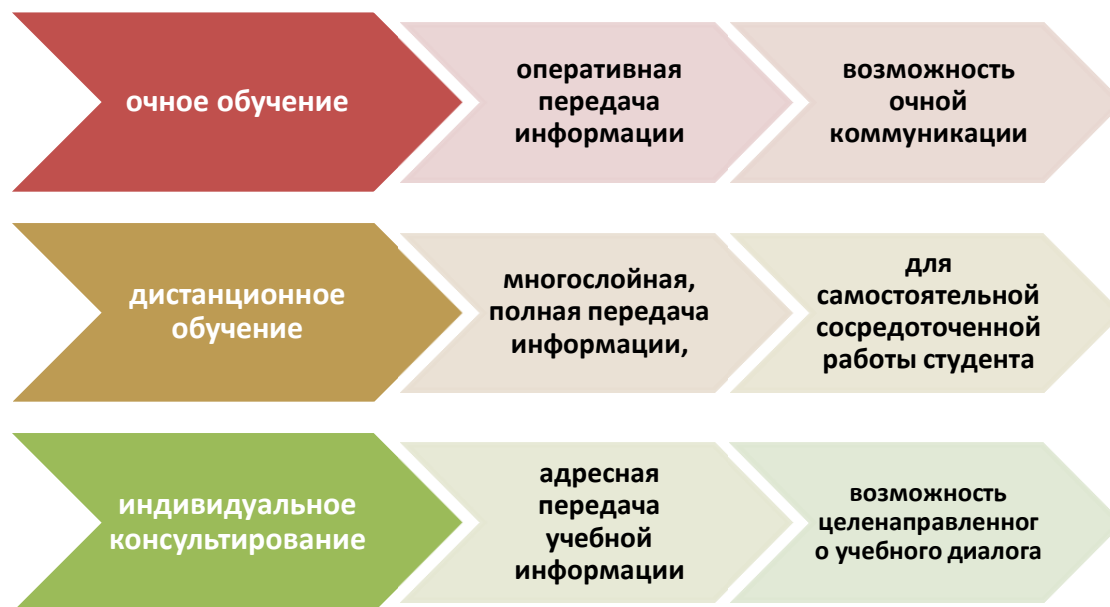 очное обучение
оперативная
передача
информации
возможность
очной
коммуникации
дистанционное
обучение
многослойная,
полная передача
информации,
для
самостоятельной
сосредоточенной
работы студента
индивидуальное
консультирование
адресная
передача
учебной
информации
возможность
целенаправленног
о учебного диалога